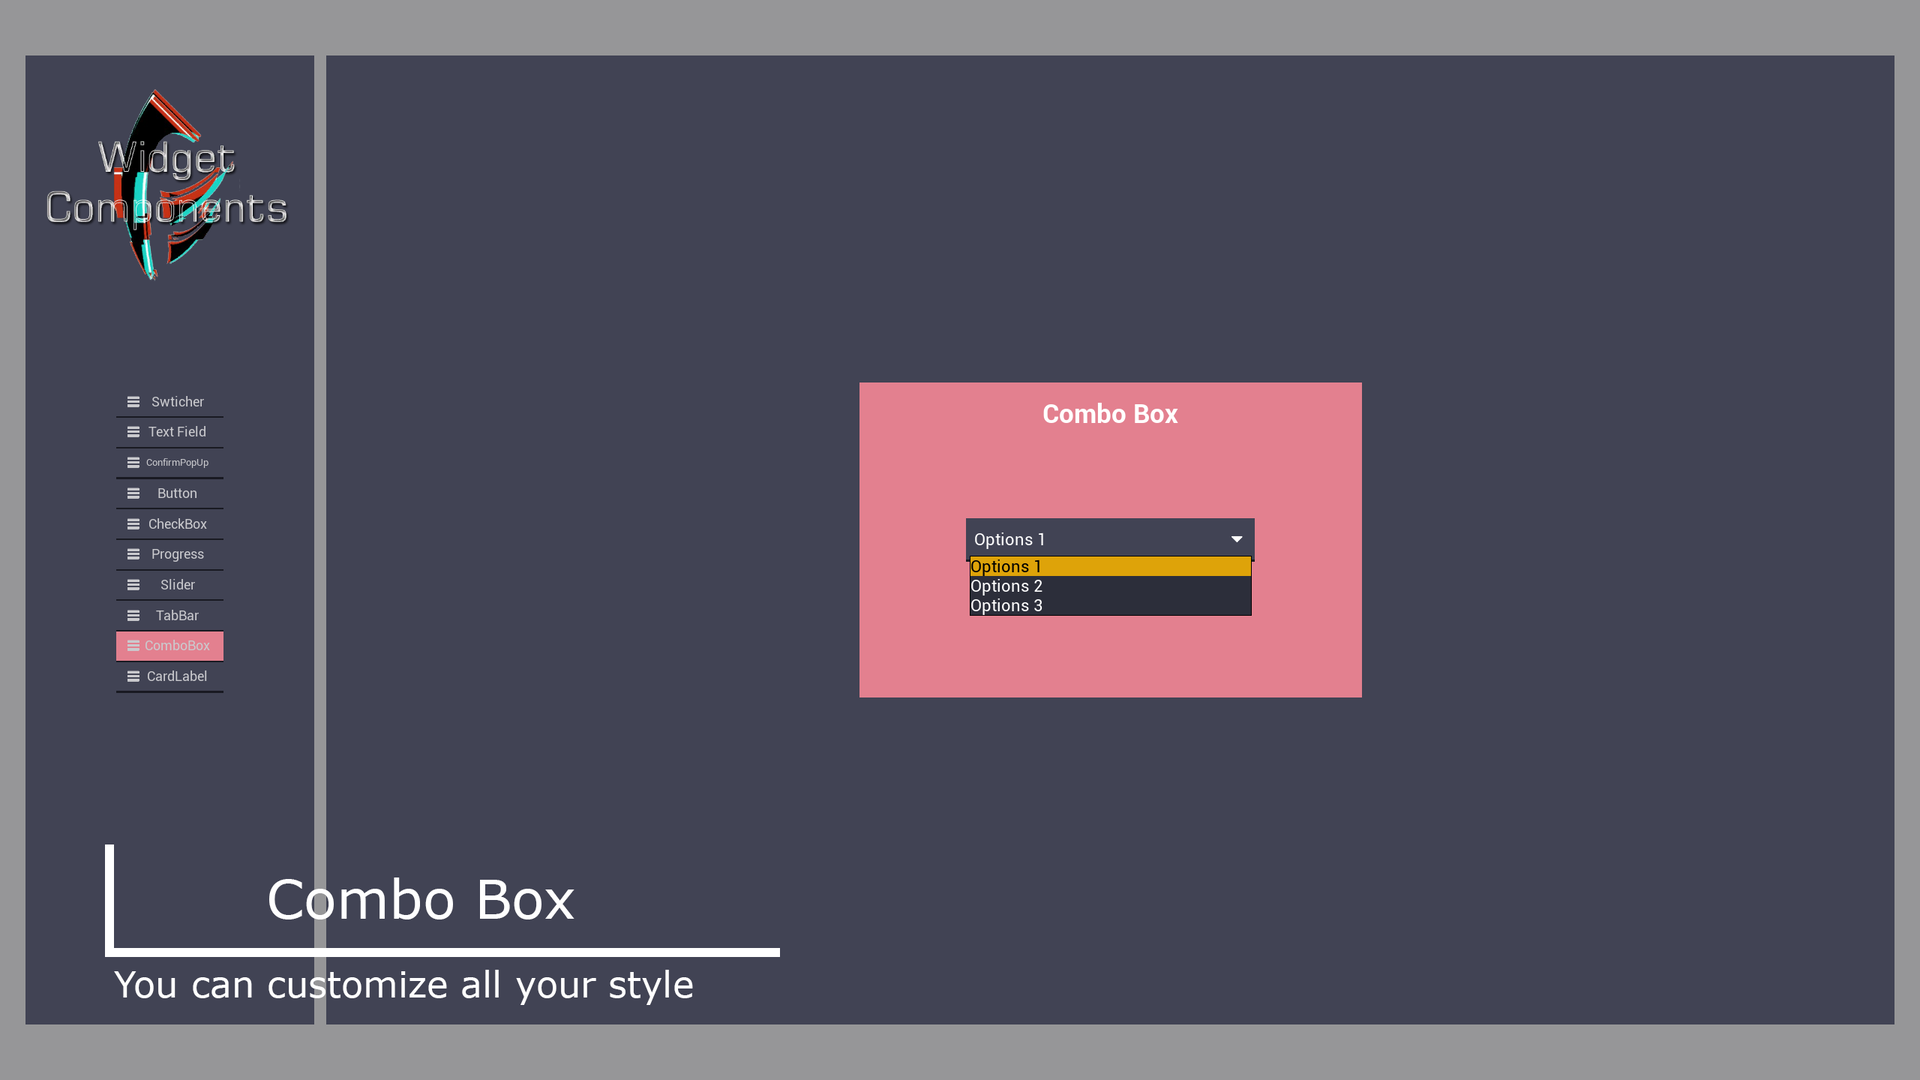 Widget
Components
Swticher
Text Field
ConfirmPopUp
Button
CheckBox
Progress
Slider
TabBar
ComboBox
CardLabel
Combo Box
Options 1
Options 1
Options 2
Options 3
Combo Box
You can customize all your style